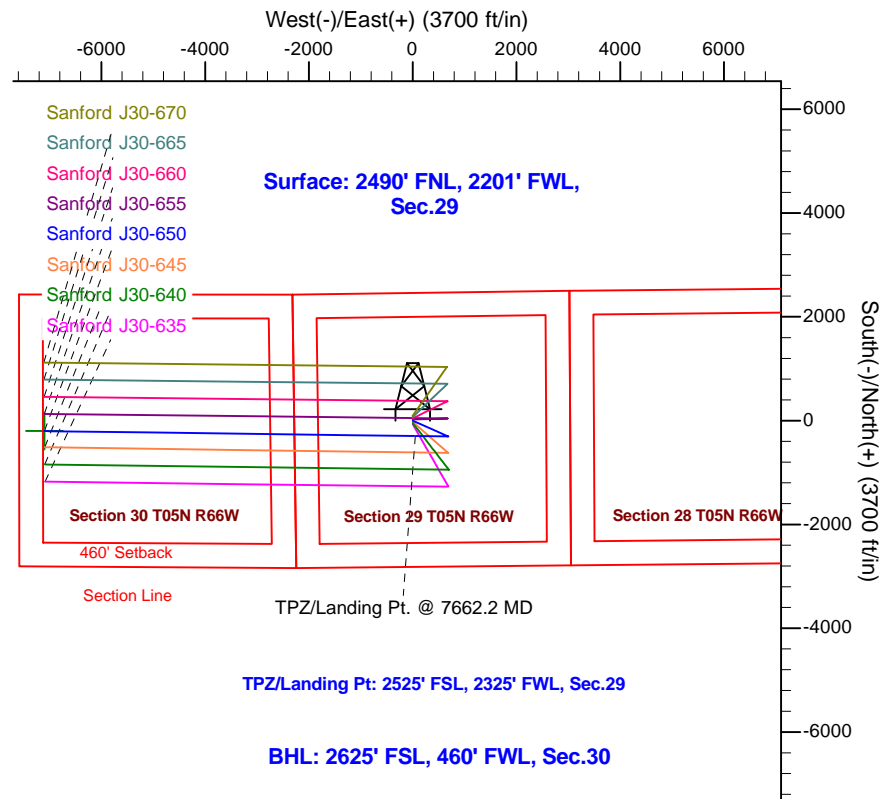 West(-)/East(+) (3700 ft/in)
-6000 -4000 -2000 0 2000 4000 6000
Sanford J30-670
Sanford J30-665
Sanford J30-660
Sanford J30-655
Sanford J30-650
Sanford J30-645
Sanford J30-640
Sanford J30-635
Surface: 2490' FNL, 2201' FWL,
Sec.29
6000
4000
2000
0
-2000
-4000
-6000
South(-)/North(+) (3700 ft/in)
Section 30 T05N R66W
Section 29 T05N R66W
Section 28 T05N R66W
460' Setback
Section Line
TPZ/Landing Pt. @ 7662.2 MD
TPZ/Landing Pt: 2525' FSL, 2325' FWL, Sec.29
BHL: 2625' FSL, 460' FWL, Sec.30